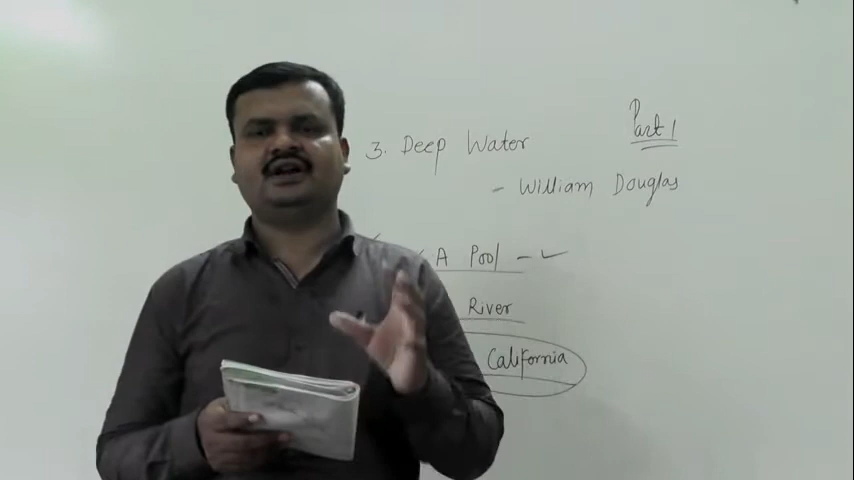 Part 1
3. Deep Water
- William Douglas
A Pool -
River
California